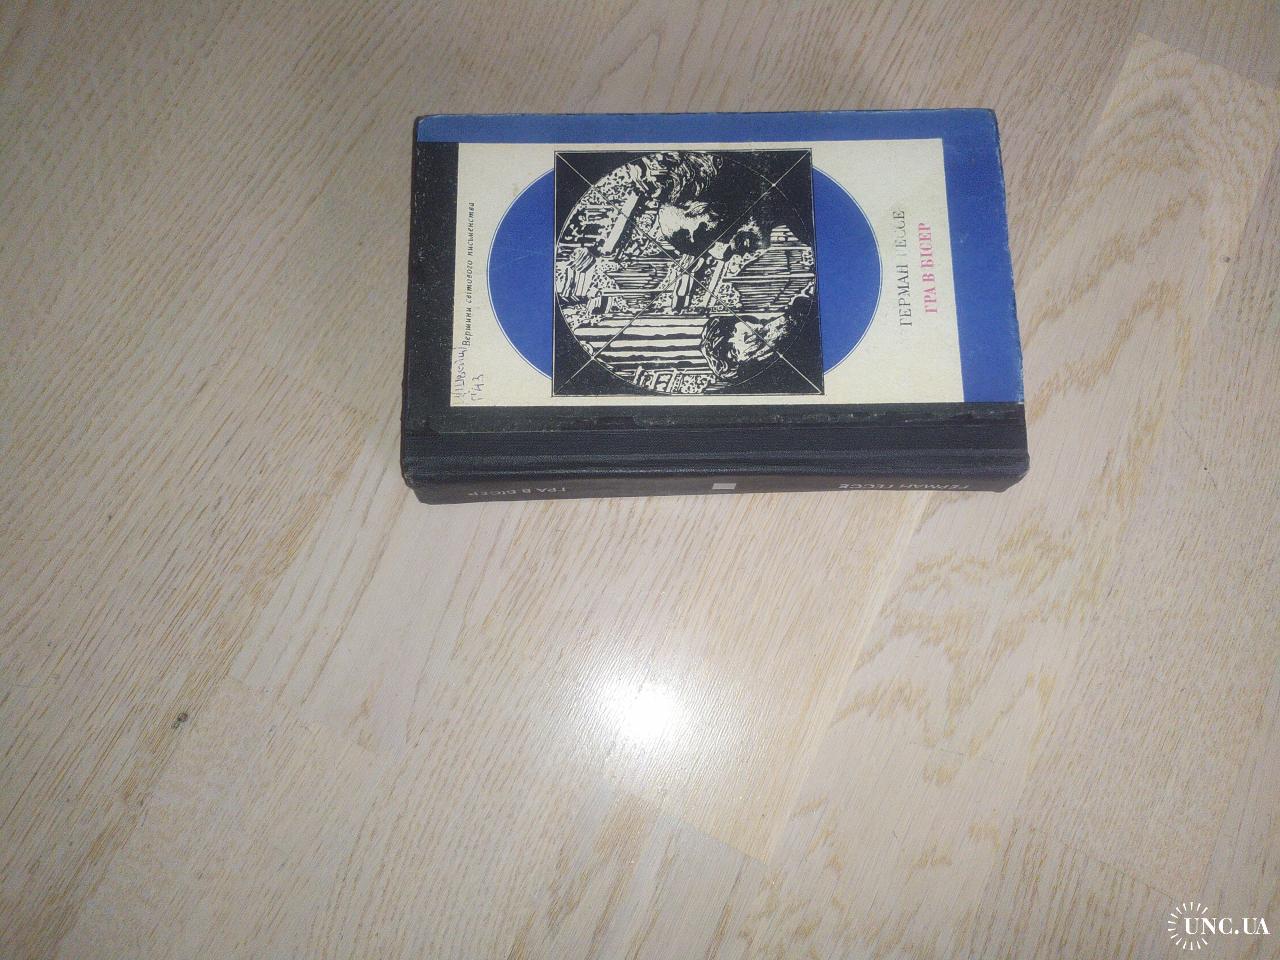 ГЕРМАН ГЕССЕ
ГРА В БІСЕР
Вершини світового письменства
ГЕРМАН ГЕССЕ
ГРА В БІСЕР
UNC.UA